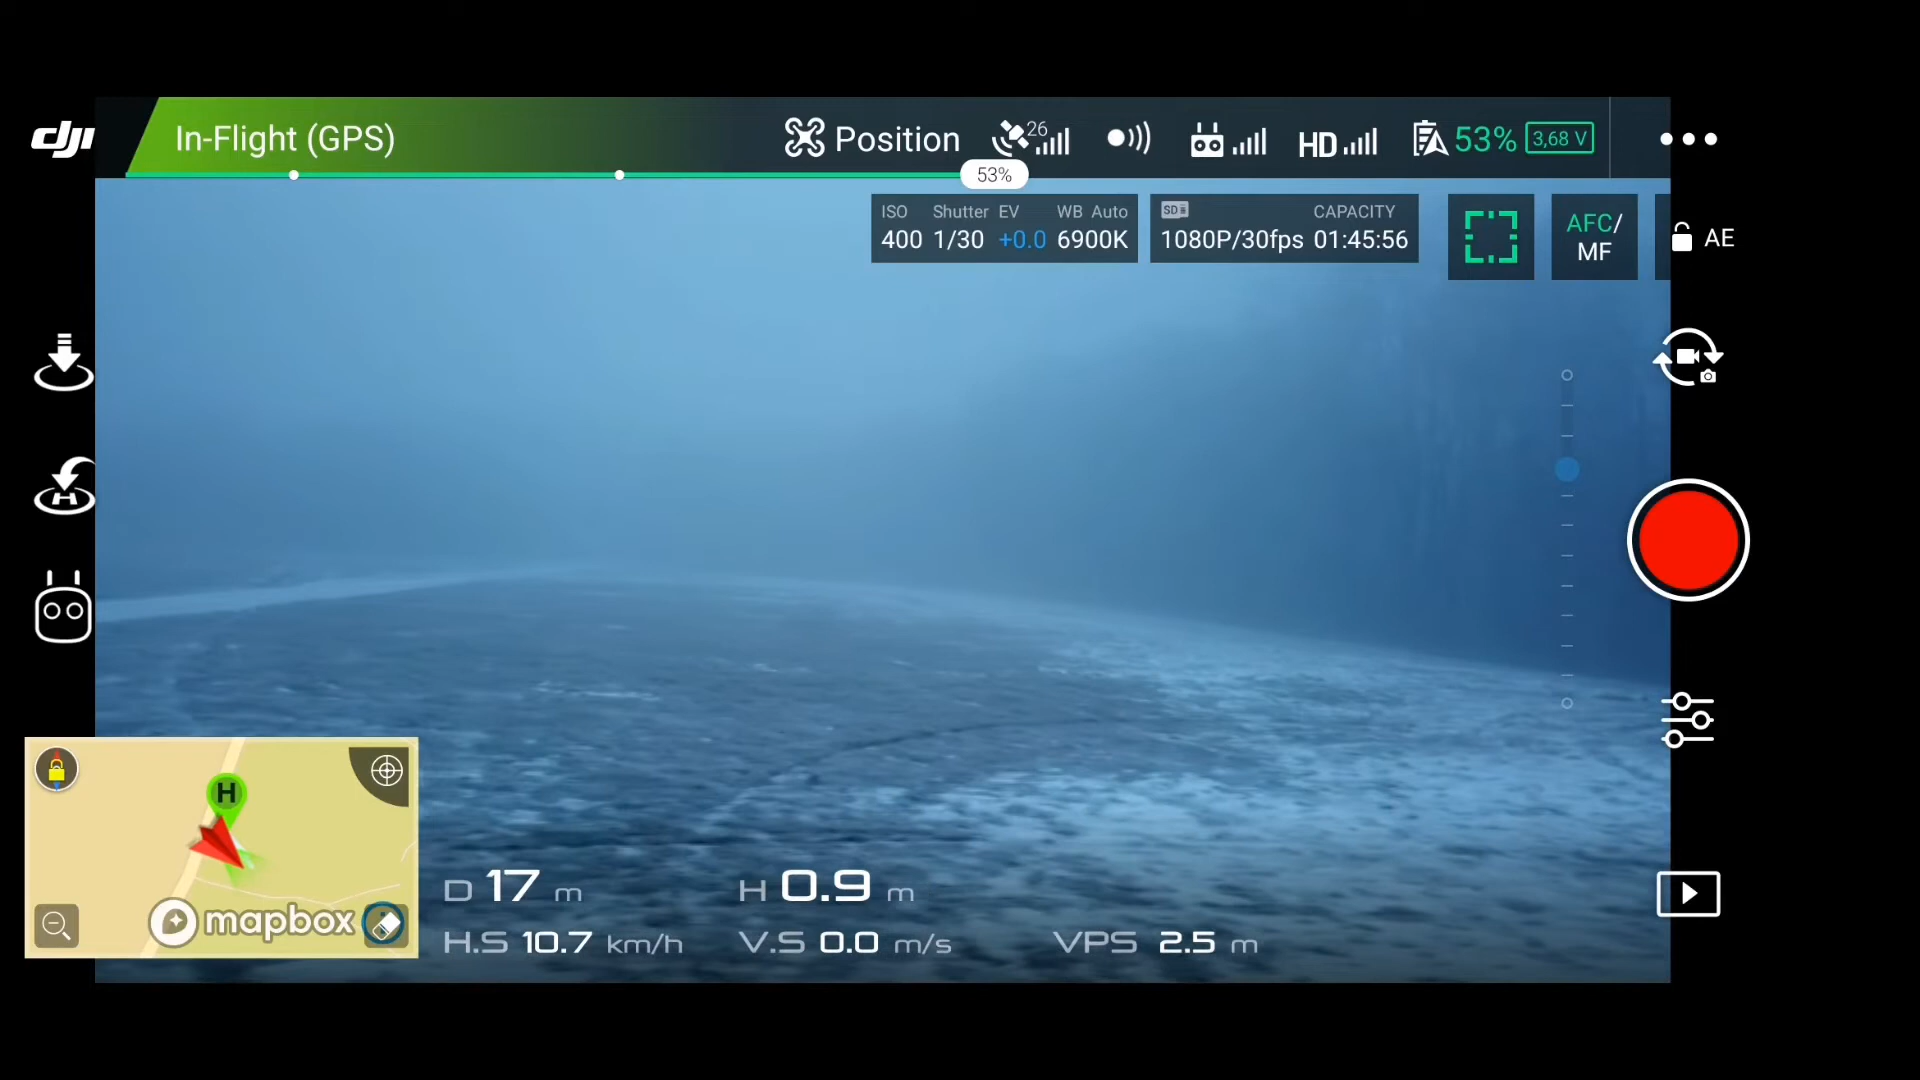 dji In-Flight (GPS) Position 26 HD 53% 3,68 V
53%
ISO Shutter EV WB Auto SD CAPACITY
400 1/30 +0.0 6900K 1080P/30fps 01:45:56
AFC/
MF
AE
H
H
mapbox
D 17 m H 0.9 m
H.S 10.7 km/h V.S 0.0 m/s VPS 2.5 m